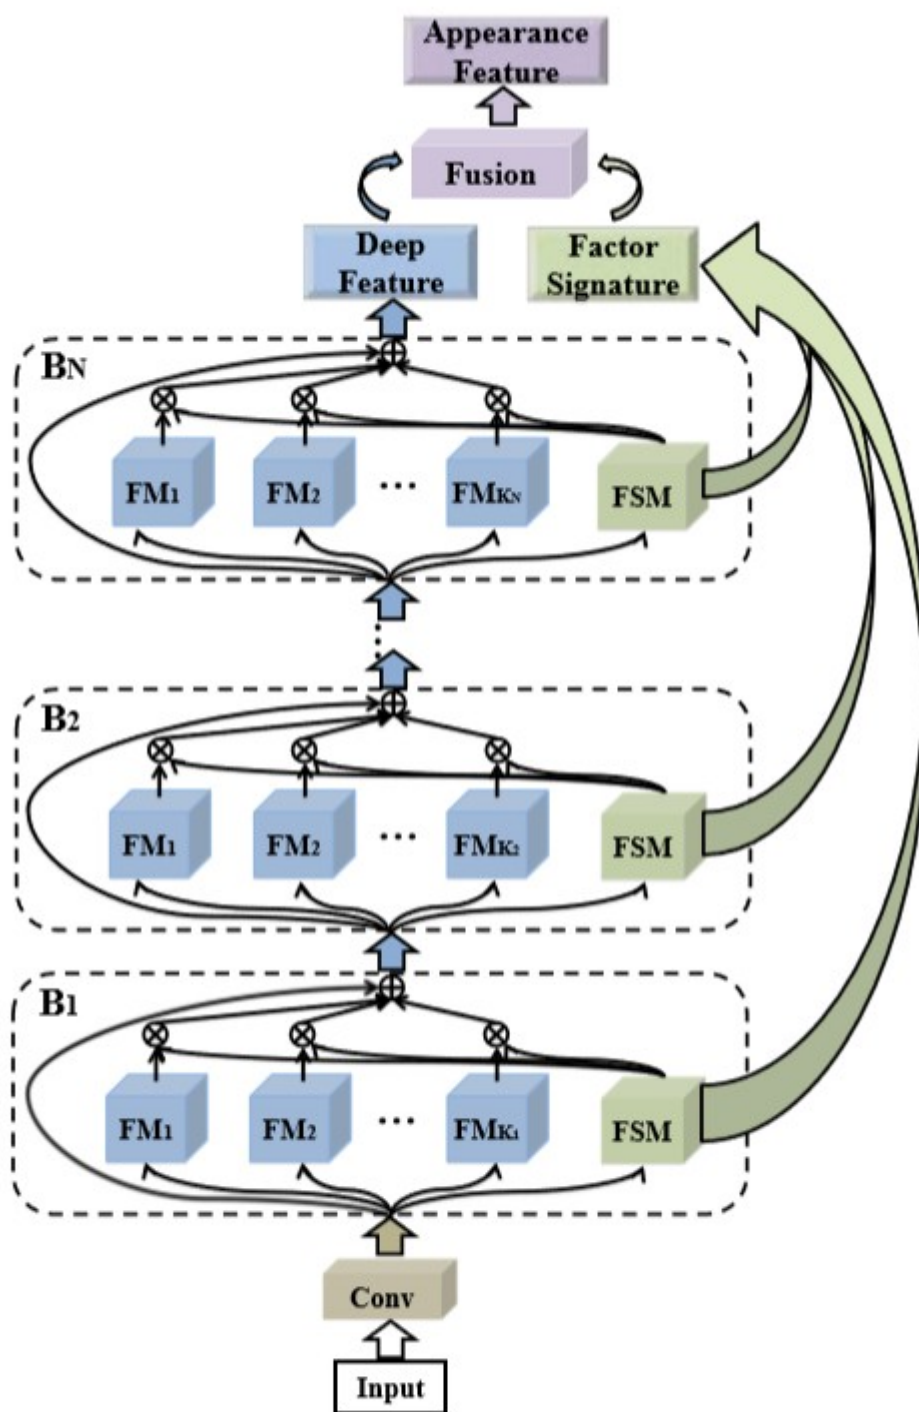 Appearance
Feature
Fusion
Deep
Feature
Factor
Signature
BN
FM1
FM2
...
FMKN
FSM
B2
FM1
FM2
...
FMK2
FSM
B1
FM1
FM2
...
FMK1
FSM
Conv
Input